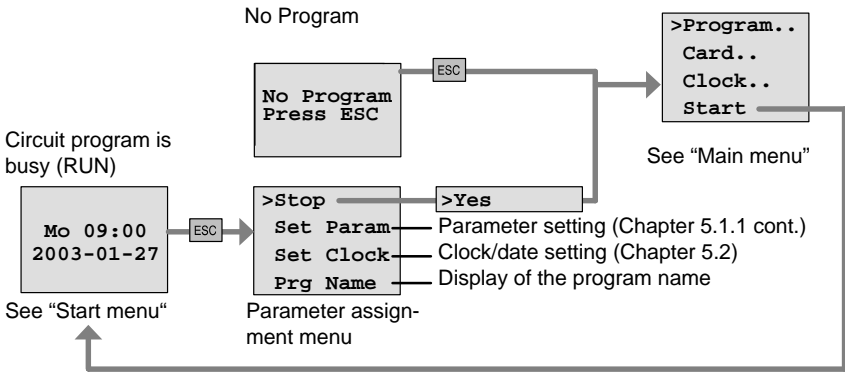 No Program
>Program..
Card..
Clock..
Start
ESC
No Program
Press ESC
See “Main menu”
Circuit program is
busy (RUN)
Mo 09:00
2003-01-27
ESC
>Stop
Set Param
Set Clock
Prg Name
>Yes
Parameter setting (Chapter 5.1.1 cont.)
Clock/date setting (Chapter 5.2)
Display of the program name
See “Start menu“
Parameter assign-
ment menu